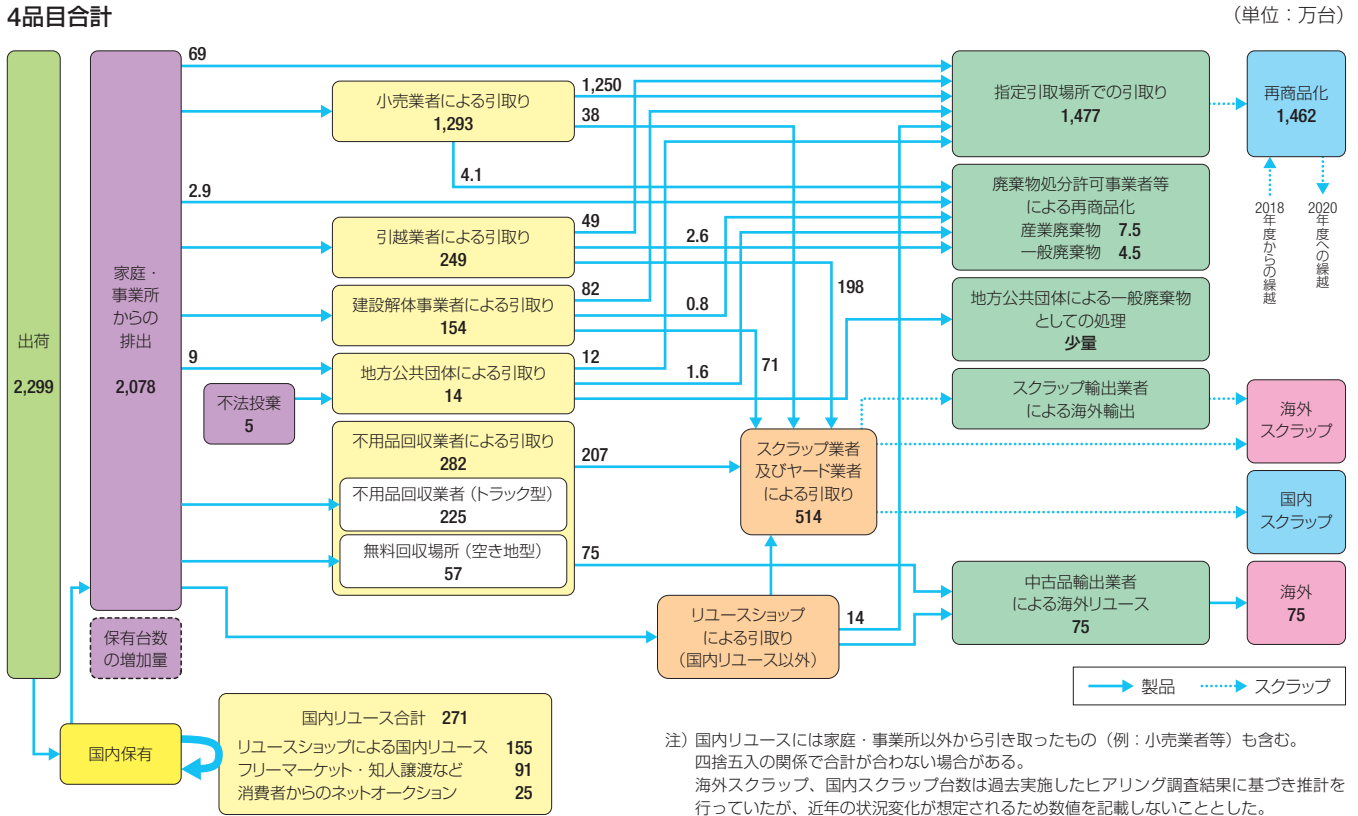 4品目合計
（単位：万台）
出荷
2,299
家庭・
事業所
からの
排出
2,078
保有台数
の増加量
国内保有
69
2.9
9
不法投棄
5
小売業者による引取り
1,293
1,250
38
4.1
引越業者による引取り
249
49
2.6
198
建設解体事業者による引取り
154
82
0.8
71
地方公共団体による引取り
14
12
1.6
不用品回収業者による引取り
282
207
不用品回収業者（トラック型）
225
無料回収場所（空き地型）
57
75
スクラップ業者
及びヤード業者
による引取り
514
リユースショップ
による引取り
（国内リユース以外）
14
指定引取場所での引取り
1,477
廃棄物処分許可事業者等
による再商品化
産業廃棄物 7.5
一般廃棄物 4.5
地方公共団体による一般廃棄物
としての処理
少量
スクラップ輸出業者
による海外輸出
中古品輸出業者
による海外リユース
75
再商品化
1,462
2018年度からの繰越
2020年度への繰越
海外
スクラップ
国内
スクラップ
海外
75
製品
スクラップ
国内リユース合計 271
リユースショップによる国内リユース 155
フリーマーケット・知人譲渡など 91
消費者からのネットオークション 25
注）国内リユースには家庭・事業所以外から引き取ったもの（例：小売業者等）も含む。
四捨五入の関係で合計が合わない場合がある。
海外スクラップ、国内スクラップ台数は過去実施したヒアリング調査結果に基づき推計を
行っていたが、近年の状況変化が想定されるため数値を記載しないこととした。